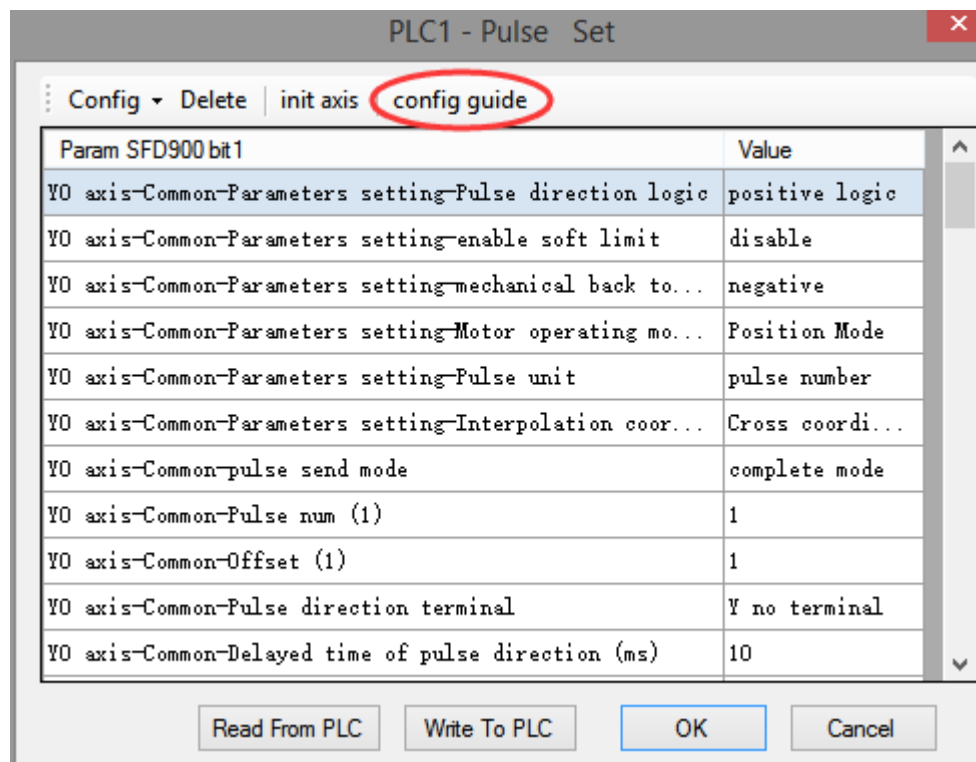 PLC1 - Pulse Set
Config Delete init axis config guide
Param SFD900 bit1 Value
Y0 axis-Common-Parameters setting-Pulse direction logic positive logic
Y0 axis-Common-Parameters setting-enable soft limit disable
Y0 axis-Common-Parameters setting-mechanical back to... negative
Y0 axis-Common-Parameters setting-Motor operating mo... Position Mode
Y0 axis-Common-Parameters setting-Pulse unit pulse number
Y0 axis-Common-Parameters setting-Interpolation coor... Cross coordi...
Y0 axis-Common-pulse send mode complete mode
Y0 axis-Common-Pulse num (1) 1
Y0 axis-Common-Offset (1) 1
Y0 axis-Common-Pulse direction terminal Y no terminal
Y0 axis-Common-Delayed time of pulse direction (ms) 10
Read From PLC Write To PLC OK Cancel